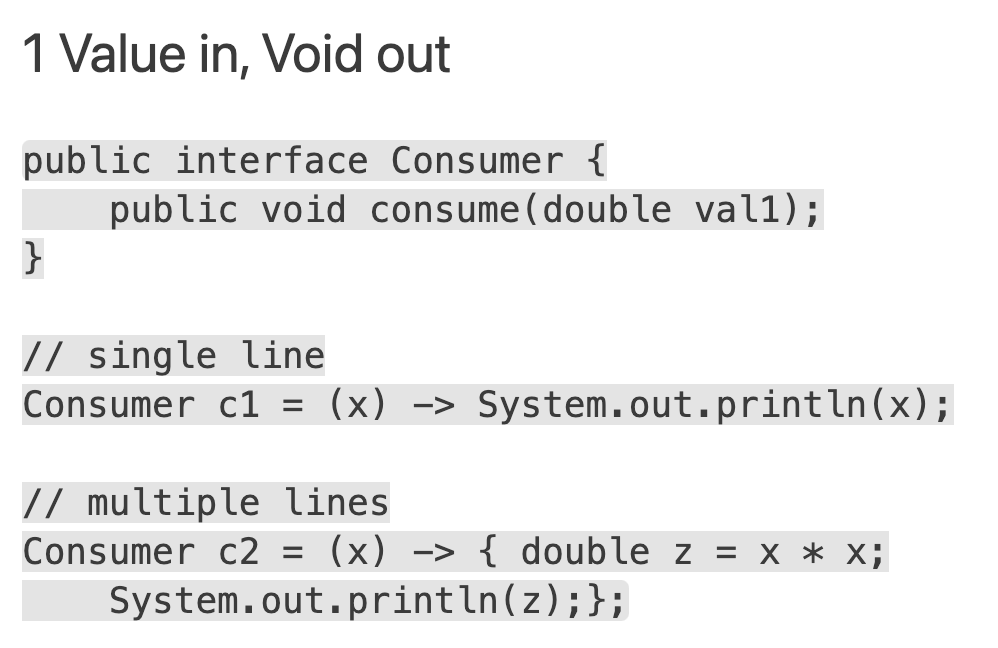 1 Value in, Void out
public interface Consumer {
    public void consume(double val1);
}
// single line
Consumer c1 = (x) -> System.out.println(x);
// multiple lines
Consumer c2 = (x) -> { double z = x * x;
    System.out.println(z);};